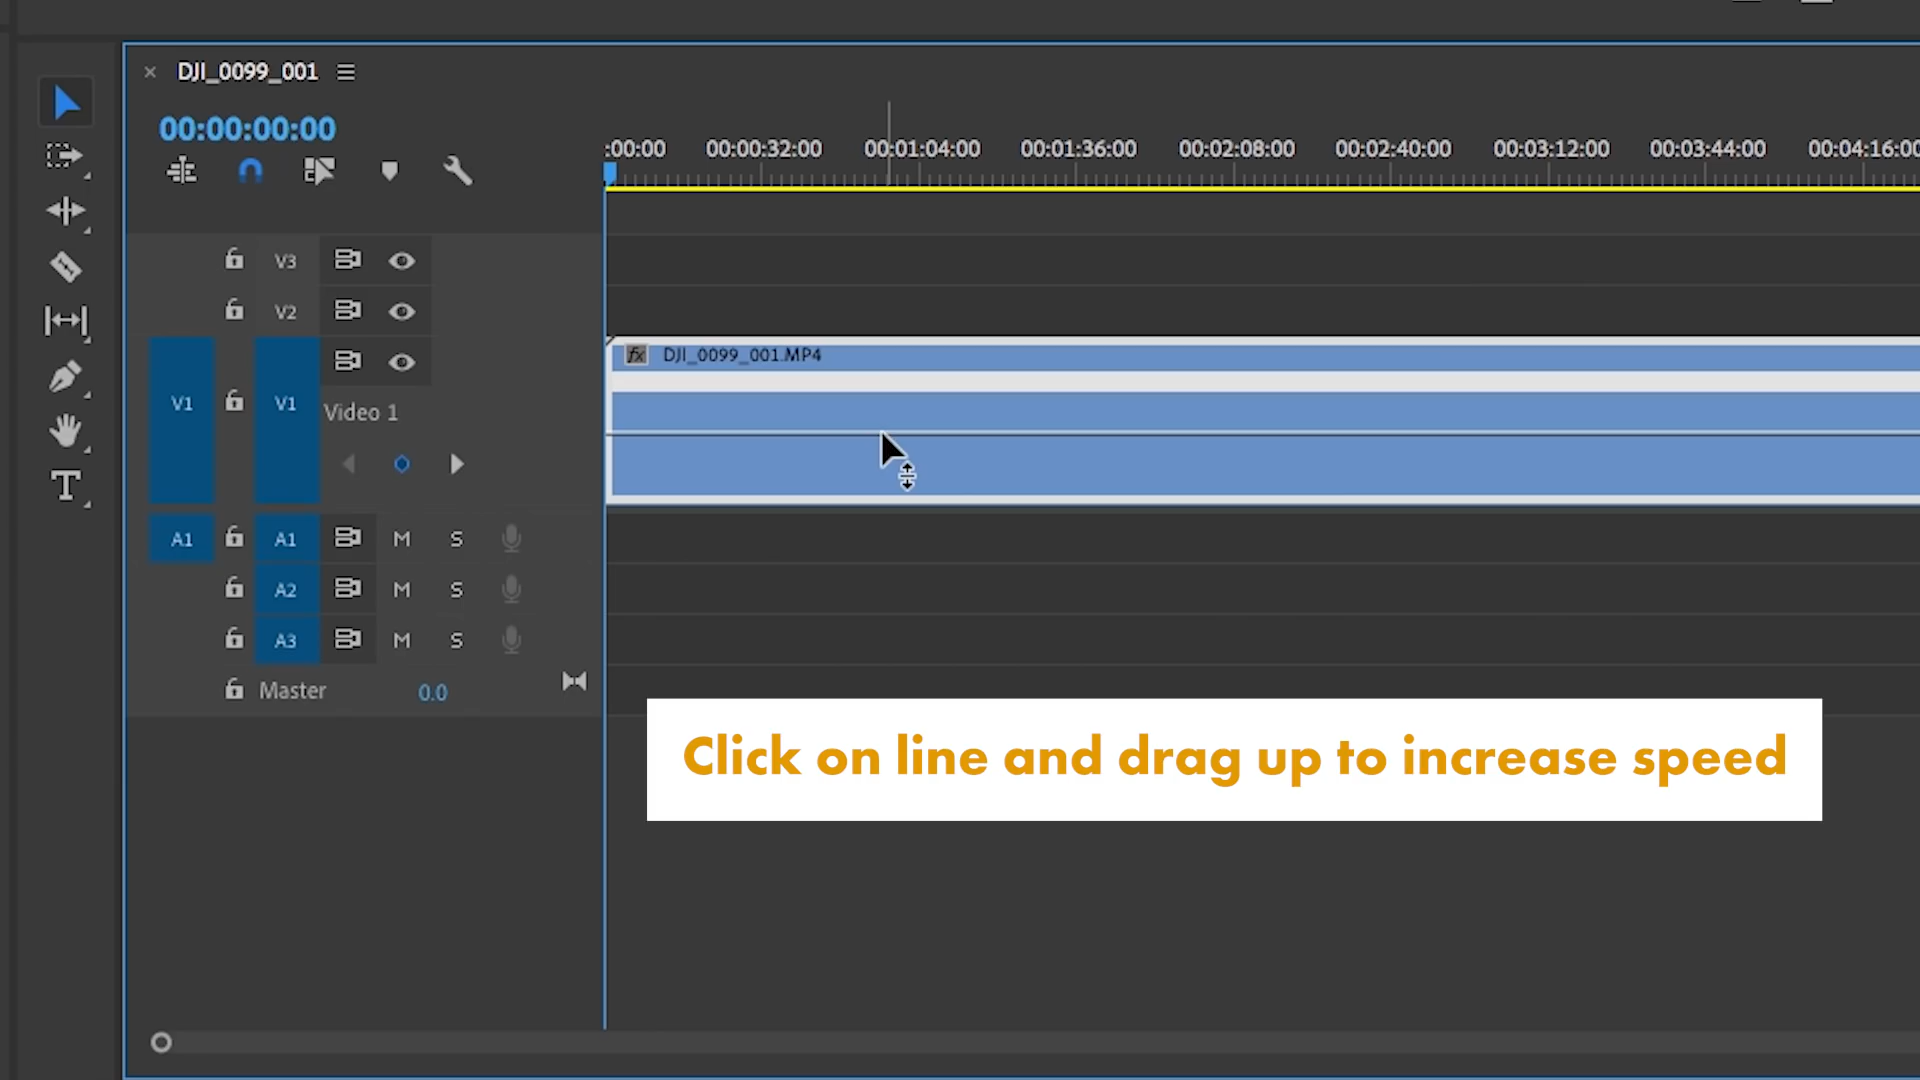 DJI_0099_001
00:00:00:00
:00:00 00:00:32:00 00:01:04:00 00:01:36:00 00:02:08:00 00:02:40:00 00:03:12:00 00:03:44:00 00:04:16:00
V3
V2
fx DJI_0099_001.MP4
V1 V1
Video 1
T
A1 A1 M S
A2 M S
A3 M S
Master 0.0
Click on line and drag up to increase speed